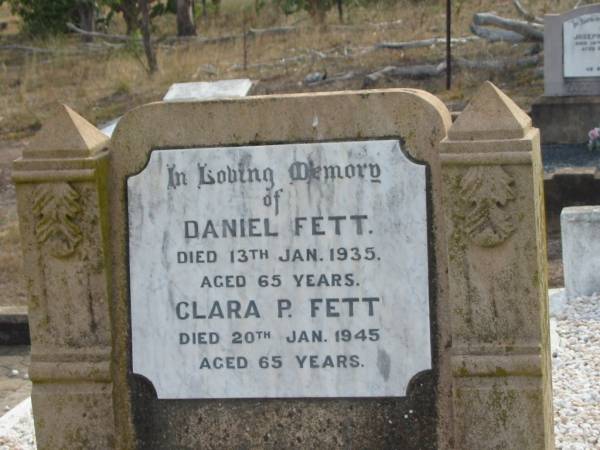 In Loving Memory
of
DANIEL FETT.
DIED 13TH JAN. 1935.
AGED 65 YEARS.
CLARA P. FETT
DIED 20TH JAN. 1945
AGED 65 YEARS.
JOSEPH